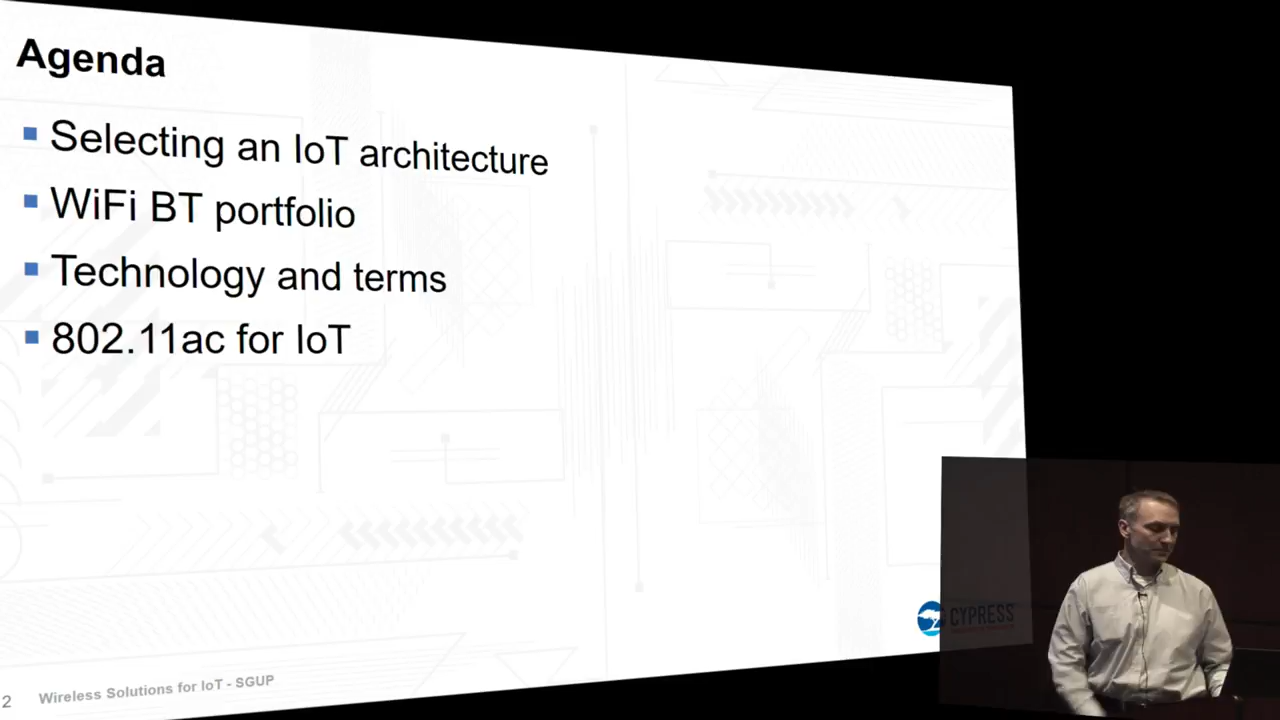 Agenda
Selecting an IoT architecture
WiFi BT portfolio
Technology and terms
802.11ac for IoT
CYPRESS
2 Wireless Solutions for IoT - SGUP